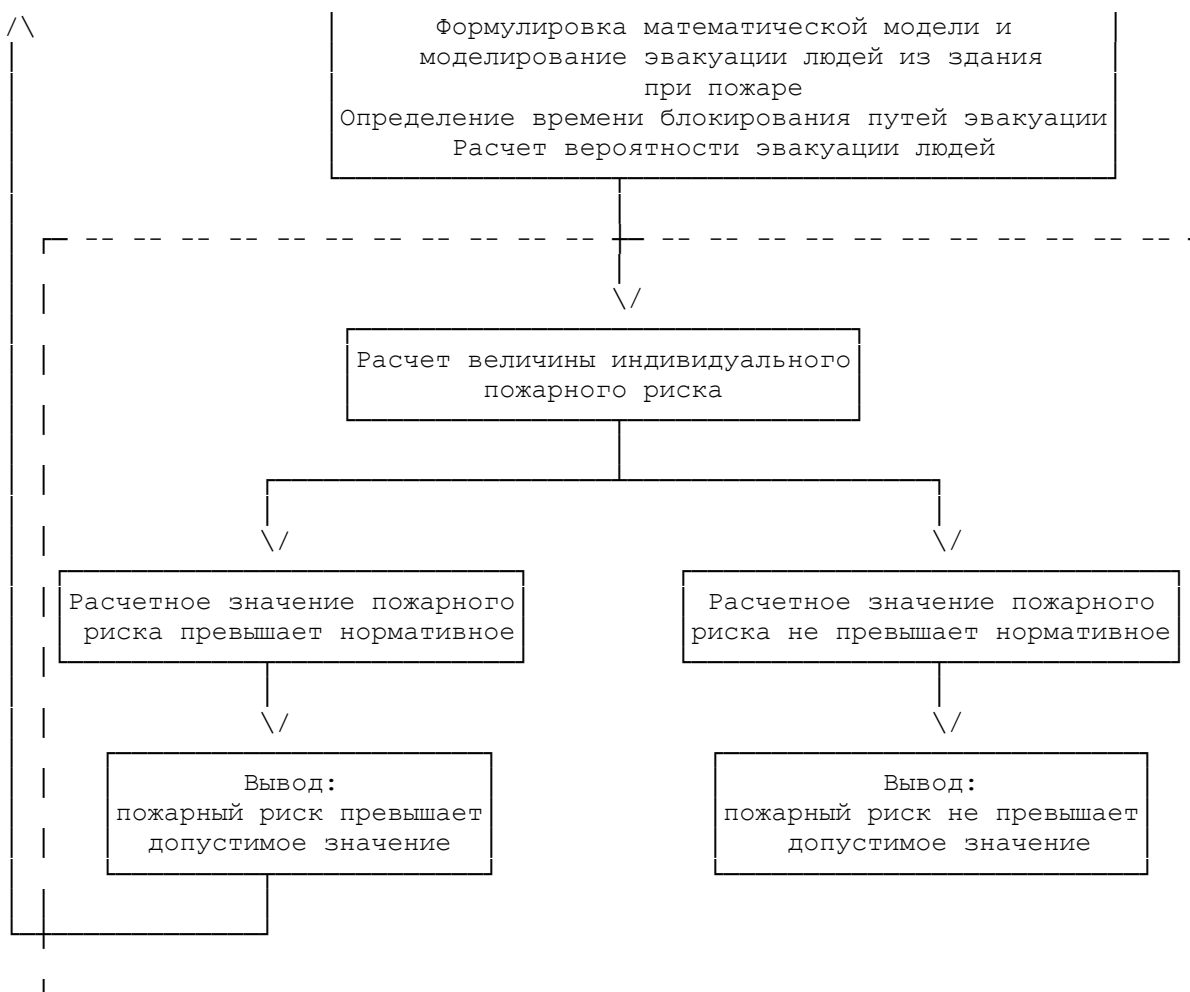 Формулировка математической модели и
моделирование эвакуации людей из здания
при пожаре
Определение времени блокирования путей эвакуации
Расчет вероятности эвакуации людей
Расчет величины индивидуального
пожарного риска
Расчетное значение пожарного
риска превышает нормативное
Расчетное значение пожарного
риска не превышает нормативное
Вывод:
пожарный риск превышает
допустимое значение
Вывод:
пожарный риск не превышает
допустимое значение